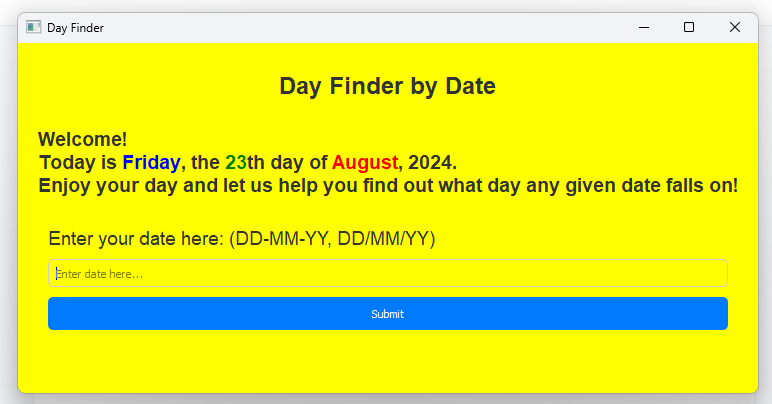 Day Finder
Day Finder by Date
Welcome!
Today is Friday, the 23th day of August, 2024.
Enjoy your day and let us help you find out what day any given date falls on!
Enter your date here: (DD-MM-YY, DD/MM/YY)
Enter date here...
Submit